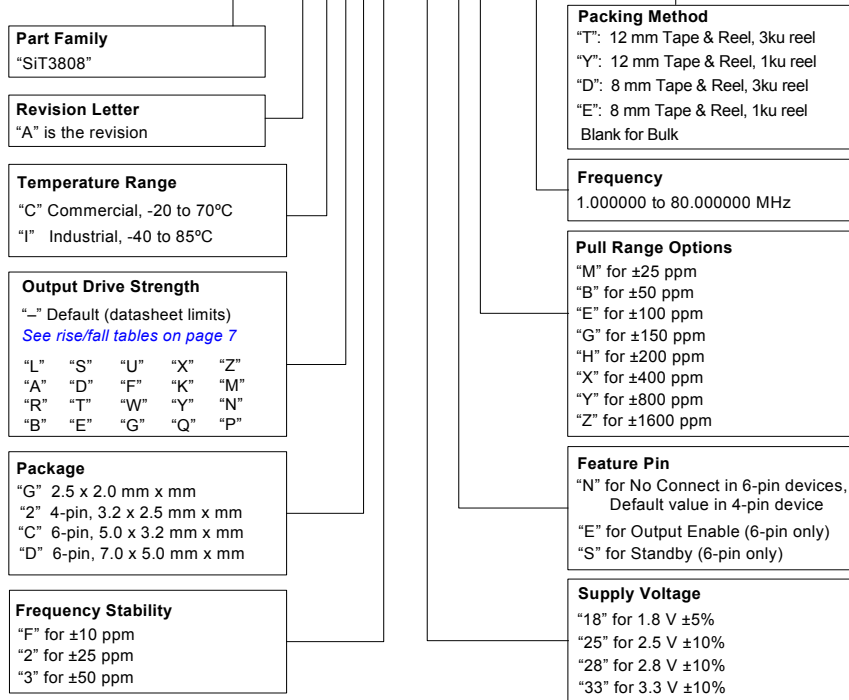 Part Family
“SiT3808”
Revision Letter
“A” is the revision
Temperature Range
“C” Commercial, -20 to 70ºC
“I” Industrial, -40 to 85ºC
Output Drive Strength
“–” Default (datasheet limits)
See rise/fall tables on page 7
“L” “S” “U” “X” “Z”
“A” “D” “F” “K” “M”
“R” “T” “W” “Y” “N”
“B” “E” “G” “Q” “P”
Package
“G” 2.5 x 2.0 mm x mm
“2” 4-pin, 3.2 x 2.5 mm x mm
“C” 6-pin, 5.0 x 3.2 mm x mm
“D” 6-pin, 7.0 x 5.0 mm x mm
Frequency Stability
“F” for ±10 ppm
“2” for ±25 ppm
“3” for ±50 ppm
Packing Method
“T”: 12 mm Tape & Reel, 3ku reel
“Y”: 12 mm Tape & Reel, 1ku reel
“D”: 8 mm Tape & Reel, 3ku reel
“E”: 8 mm Tape & Reel, 1ku reel
Blank for Bulk
Frequency
1.000000 to 80.000000 MHz
Pull Range Options
“M” for ±25 ppm
“B” for ±50 ppm
“E” for ±100 ppm
“G” for ±150 ppm
“H” for ±200 ppm
“X” for ±400 ppm
“Y” for ±800 ppm
“Z” for ±1600 ppm
Feature Pin
“N” for No Connect in 6-pin devices,
Default value in 4-pin device
“E” for Output Enable (6-pin only)
“S” for Standby (6-pin only)
Supply Voltage
“18” for 1.8 V ±5%
“25” for 2.5 V ±10%
“28” for 2.8 V ±10%
“33” for 3.3 V ±10%